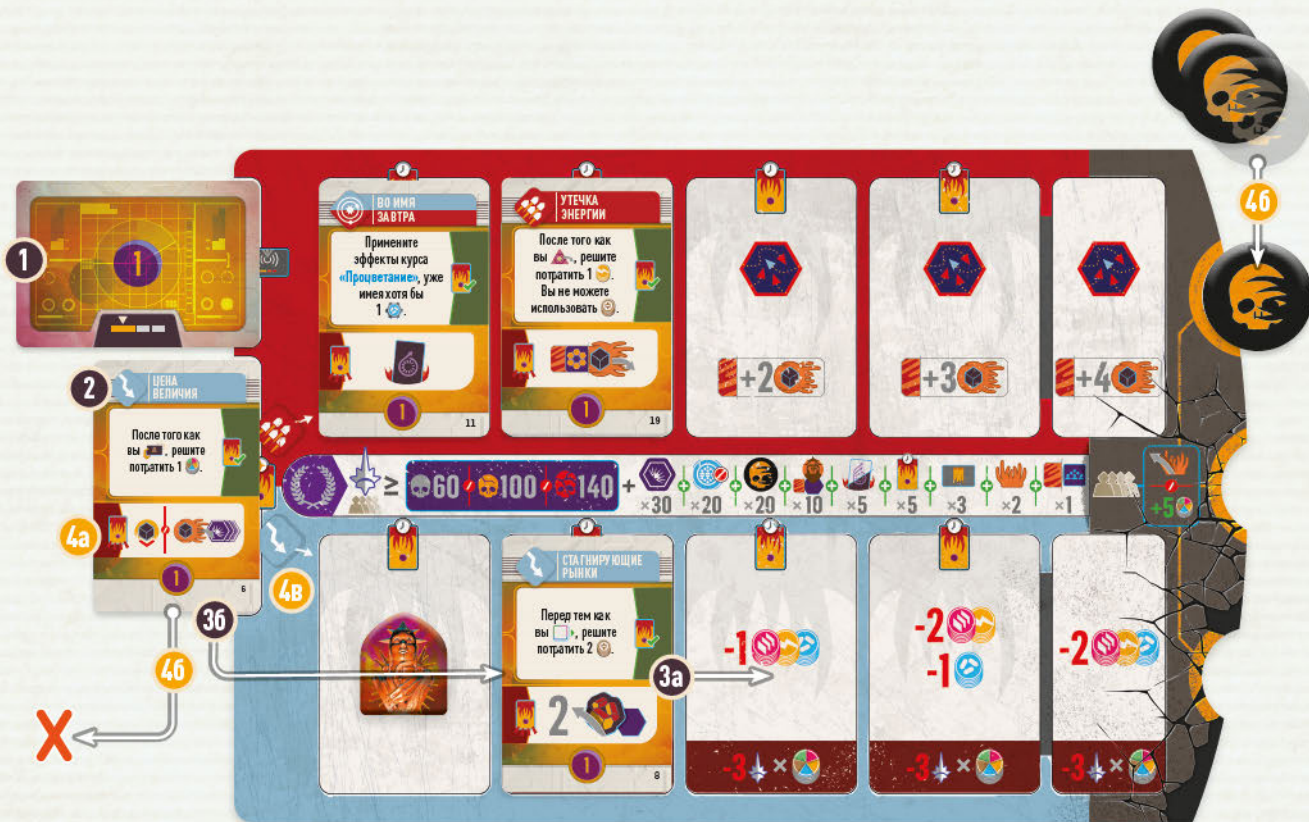 46
1
1
2
ЦЕНА
ВЕЛИЧИЯ
После того как
вы , решите
потратить 1 .
4а
1
6
ВО ИМЯ
ЗАВТРА
Примените
эффекты курса
«Процветание», уже
имея хотя бы
1 .
1
11
УТЕЧКА
ЭНЕРГИИ
После того как
вы , решите
потратить 1 .
Вы не можете
использовать .
1
19
+2
+3
+4
≥ 60 100 140 +
×30 + ×20 + ×20 + ×10 + ×5 + ×5 + ×3 + ×2 + ×1
+5
4в
3б
4б
X
СТАГНИРУЮЩИЕ
РЫНКИ
Перед тем как
вы , решите
потратить 2 .
2
1
8
3а
-1
-3 ×
-2
-1
-3 ×
-2
-3 ×